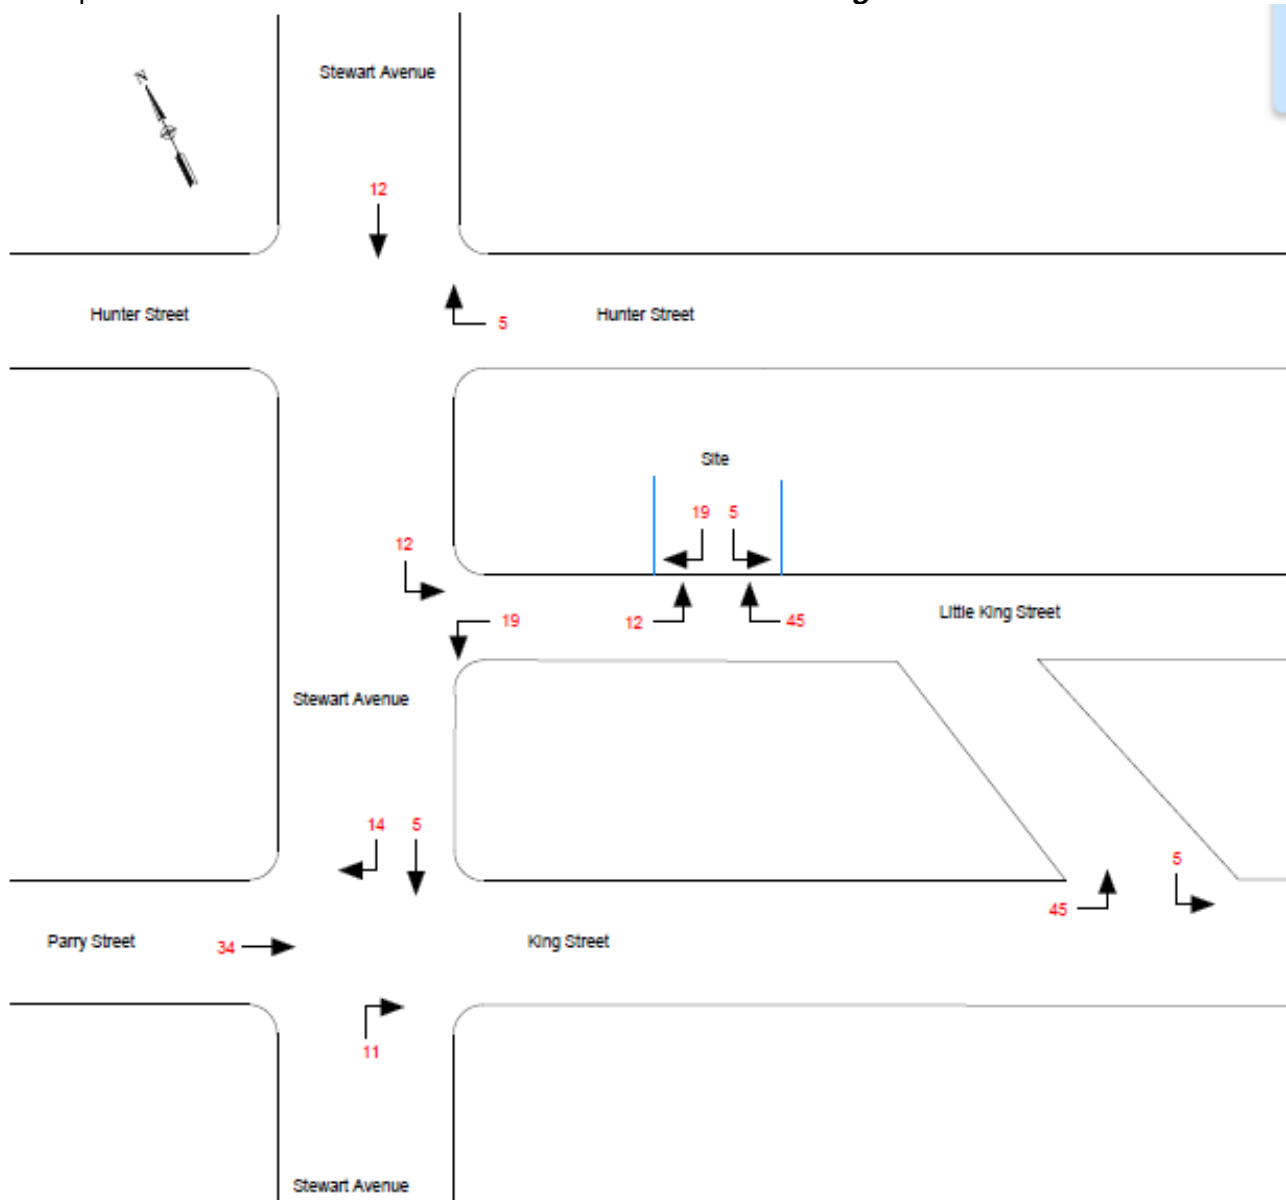 N
Stewart Avenue
12
Hunter Street
5
Hunter Street
Site
19 5
12
12
45
Little King Street
19
Stewart Avenue
14 5
5
45
Parry Street
34
King Street
11
Stewart Avenue